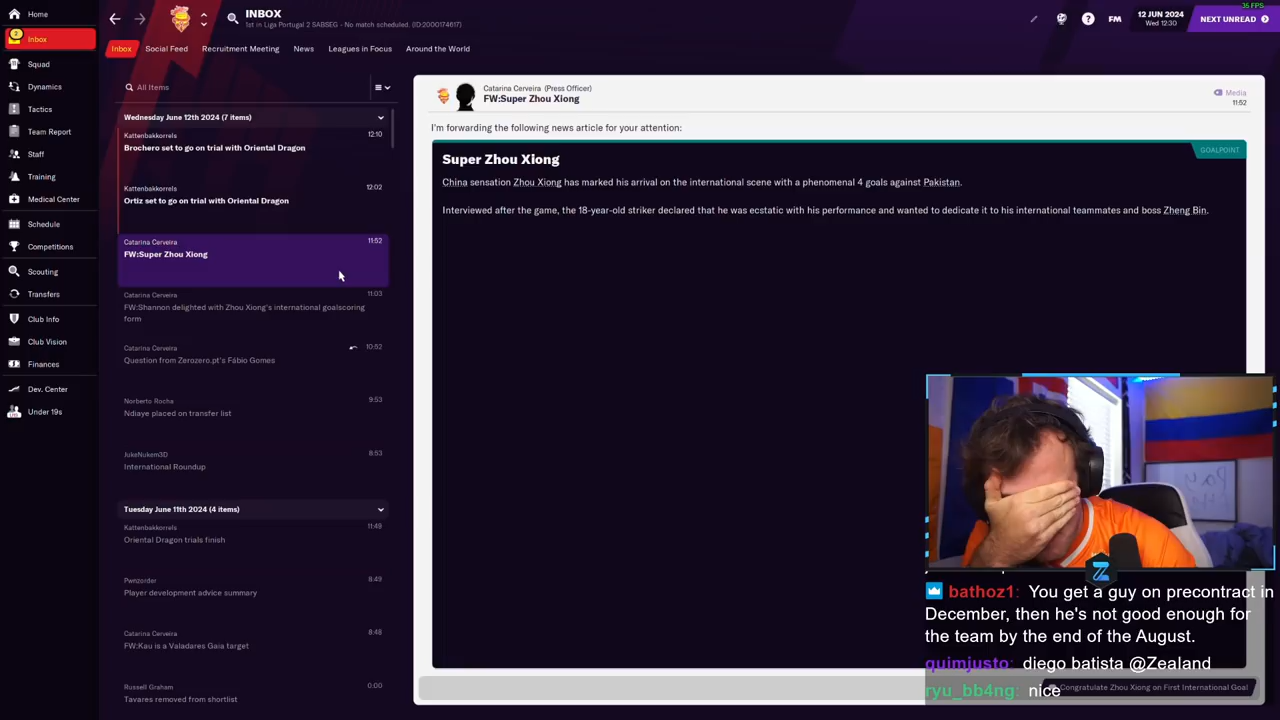 35 FPS
Home
INBOX
1st in Liga Portugal 2 SABSEG - No match scheduled. (ID:2000174617)
FM
12 JUN 2024
Wed 12:30
NEXT UNREAD
2
Inbox
Squad
Dynamics
Tactics
Team Report
Staff
Training
Medical Center
Schedule
Competitions
Scouting
Transfers
Club Info
Club Vision
Finances
Dev. Center
Under 19s
Inbox
Social Feed
Recruitment Meeting
News
Leagues in Focus
Around the World
All Items
Wednesday June 12th 2024 (7 items)
Kattenbakkorrels 12:10
Brochero set to go on trial with Oriental Dragon
Kattenbakkorrels 12:02
Ortiz set to go on trial with Oriental Dragon
Catarina Cerveira 11:52
FW:Super Zhou Xiong
Catarina Cerveira 11:03
FW:Shannon delighted with Zhou Xiong's international goalscoring
form
Catarina Cerveira 10:52
Question from Zerozero.pt's Fábio Gomes
Norberto Rocha 9:53
Ndiaye placed on transfer list
JukeNukem3D 8:53
International Roundup
Tuesday June 11th 2024 (4 items)
Kattenbakkorrels 11:49
Oriental Dragon trials finish
Pwnzorder 8:49
Player development advice summary
Catarina Cerveira 8:48
FW:Kau is a Valadares Gaia target
Russell Graham 0:00
Tavares removed from shortlist
Catarina Cerveira (Press Officer)
FW:Super Zhou Xiong
Media
11:52
I'm forwarding the following news article for your attention:
GOALPOINT
Super Zhou Xiong
China sensation Zhou Xiong has marked his arrival on the international scene with a phenomenal 4 goals against Pakistan.
Interviewed after the game, the 18-year-old striker declared that he was ecstatic with his performance and wanted to dedicate it to his international teammates and boss Zheng Bin.
bathoz1: You get a guy on precontract in
December, then he's not good enough for
the team by the end of the August.
quimjusto: diego batista @Zealand
ryu_bb4ng: nice
Congratulate Zhou Xiong on First International Goal